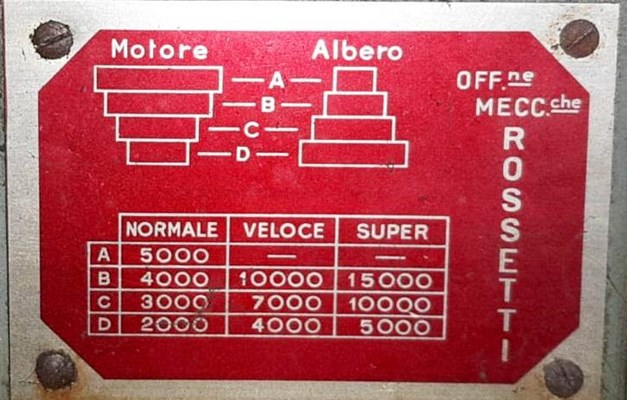 Motore Albero
A
B
C
D
OFF.ne
MECC.che
ROSSETTI
NORMALE VELOCE SUPER
A 5000 — —
B 4000 10000 15000
C 3000 7000 10000
D 2000 4000 5000